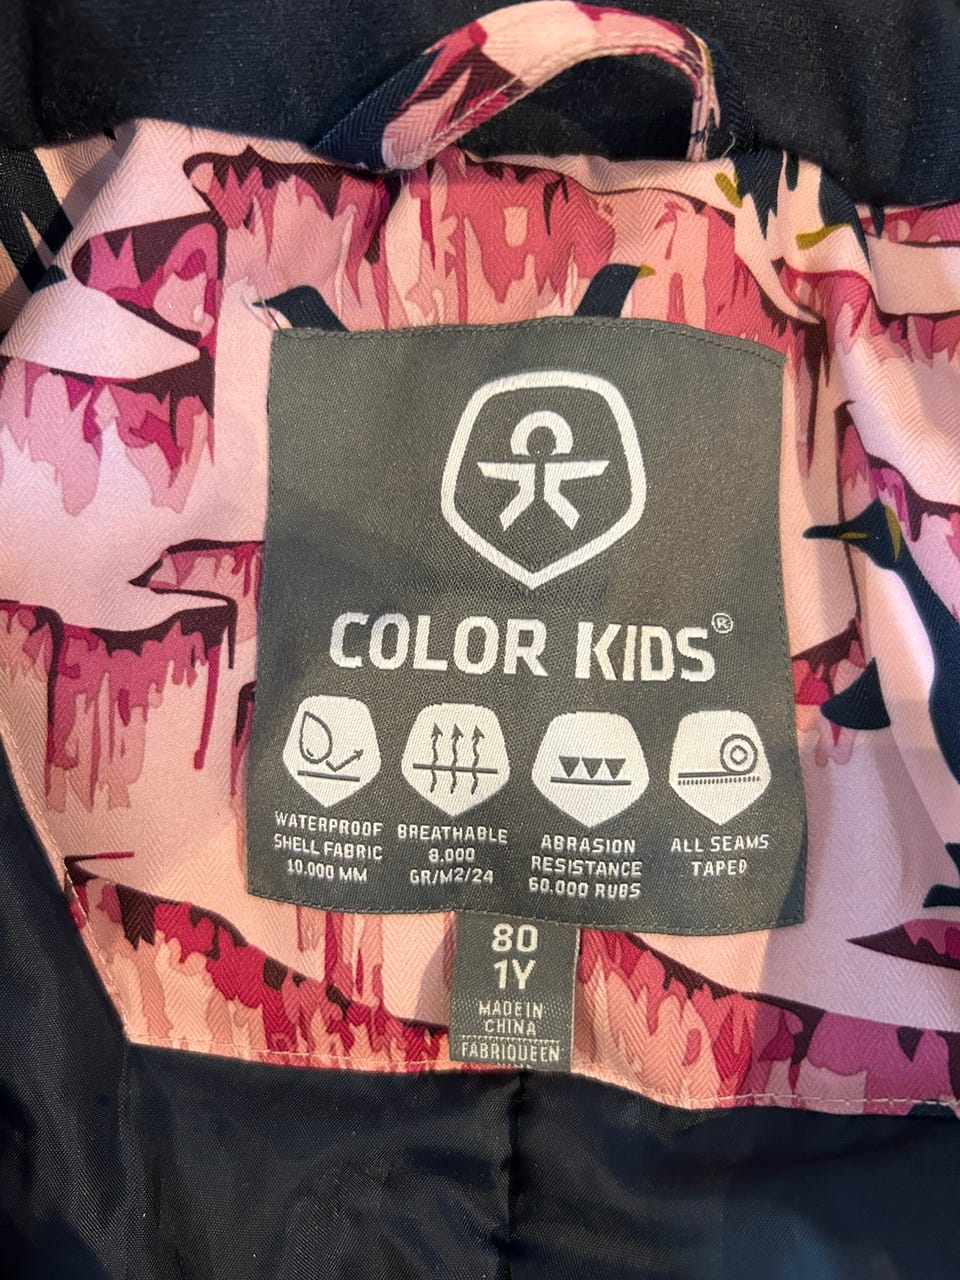 COLOR KIDS®
WATERPROOF
SHELL FABRIC
10.000 MM
BREATHABLE
8.000
GR/M2/24
ABRASION
RESISTANCE
60.000 RUBS
ALL SEAMS
TAPED
80
1Y
MADE IN
CHINA
FABRIQUEEN